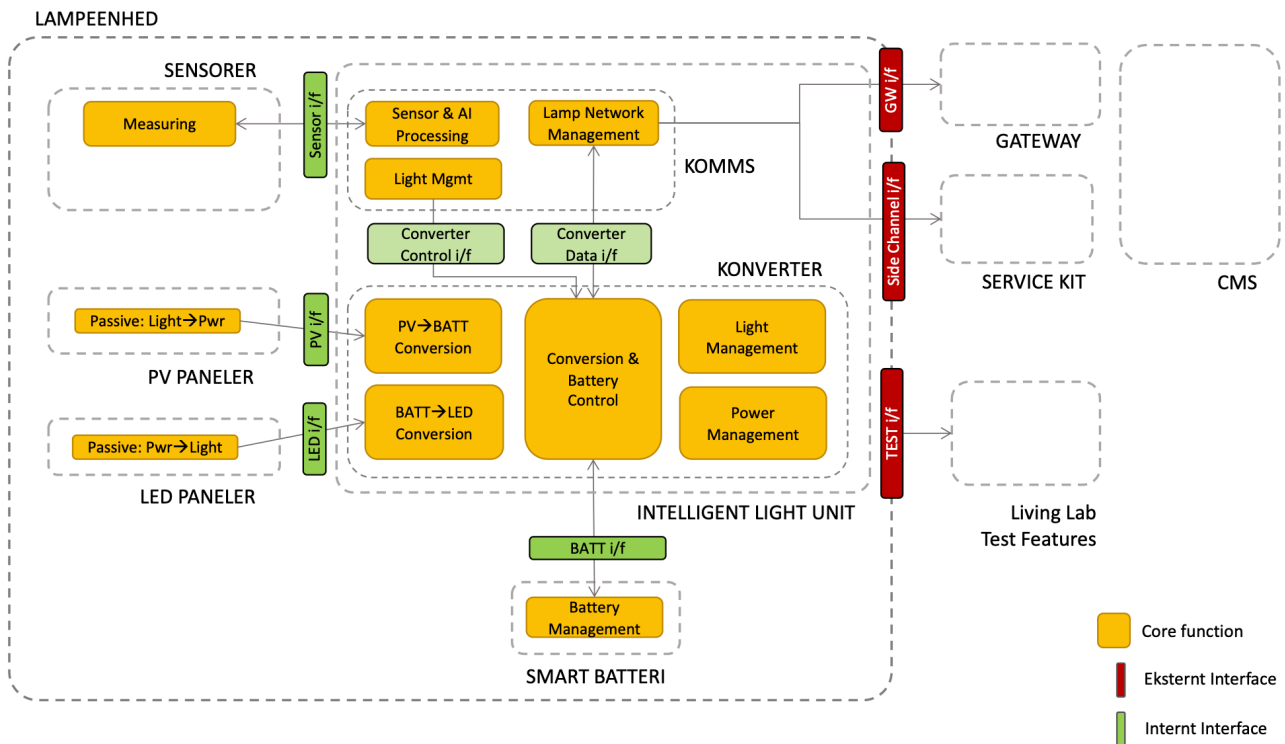 LAMPEENHED
SENSORER
Measuring
Sensor i/f
Sensor & AI
Processing
Lamp Network
Management
Light Mgmt
KOMMS
GW i/f
GATEWAY
Side Channel i/f
SERVICE KIT
CMS
Converter
Control i/f
Converter
Data i/f
KONVERTER
Passive: Light→Pwr
PV i/f
PV PANELER
PV→BATT
Conversion
Conversion &
Battery
Control
Light
Management
Passive: Pwr→Light
LED i/f
LED PANELER
BATT→LED
Conversion
Power
Management
TEST i/f
Living Lab
Test Features
INTELLIGENT LIGHT UNIT
BATT i/f
Battery
Management
SMART BATTERI
Core function
Eksternt Interface
Internt Interface